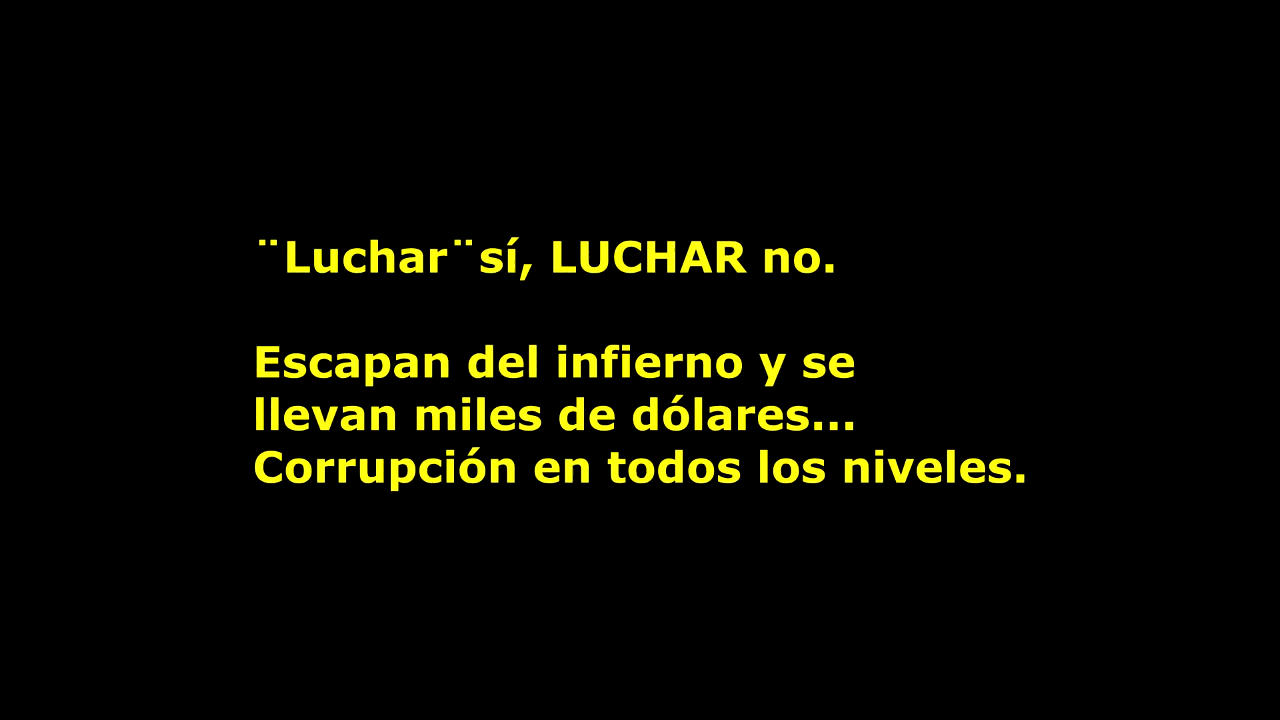 ¨Luchar¨sí, LUCHAR no.
Escapan del infierno y se
llevan miles de dólares...
Corrupción en todos los niveles.